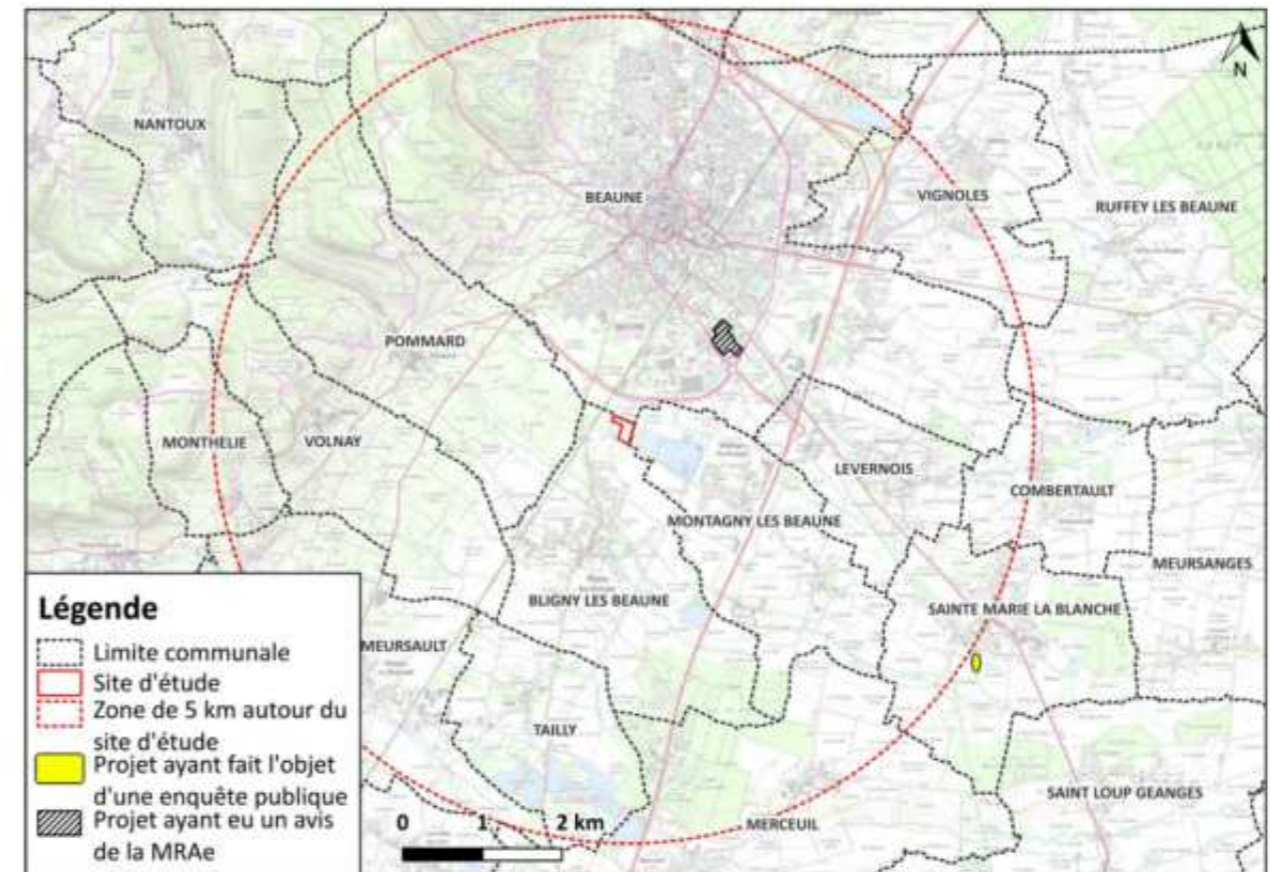 N
NANTOUX
BEAUNE
VIGNOLES
RUFFEY LES BEAUNE
POMMARD
MONTHELIE
VOLNAY
LEVERNOIS
COMBERTAULT
MONTAGNY LES BEAUNE
MEURSANGES
BLIGNY LES BEAUNE
SAINTE MARIE LA BLANCHE
MEURSAULT
TAILLY
SAINT LOUP GEANGES
MERCEUIL
0 1 2 km
Légende
Limite communale
Site d'étude
Zone de 5 km autour du
site d'étude
Projet ayant fait l'objet
d'une enquête publique
Projet ayant eu un avis
de la MRAe